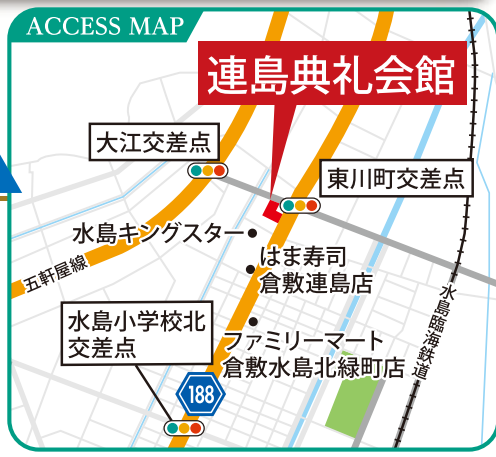 ACCESS MAP
連島典礼会館
大江交差点
東川町交差点
水島キングスター
はま寿司
倉敷連島店
五軒屋線
水島臨海鉄道
水島小学校北
交差点
ファミリーマート
倉敷水島北緑町店
188